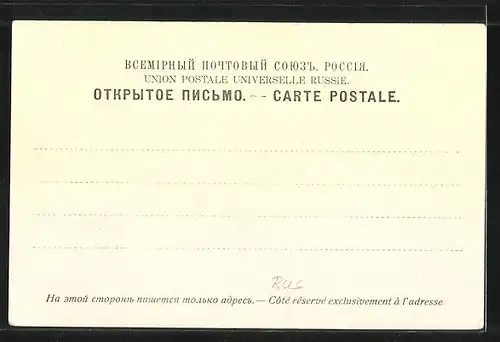 ВСЕМІРНЫЙ ПОЧТОВЫЙ СОЮЗЪ. РОССІЯ.
UNION POSTALE UNIVERSELLE RUSSIE.
ОТКРЫТОЕ ПИСЬМО. - - CARTE POSTALE.
Rus
На этой сторонѣ пишется только адресъ. — Côté réservé exclusivement à l'adresse